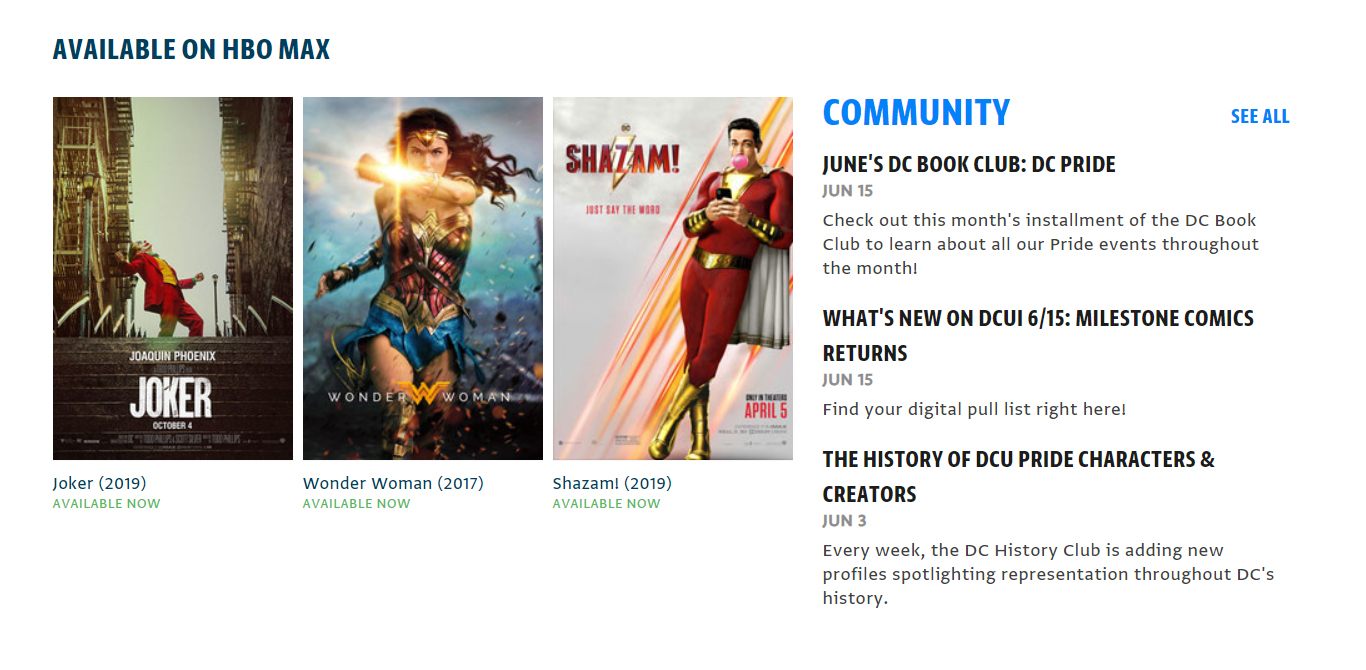 AVAILABLE ON HBO MAX
JOAQUIN PHOENIX
JOKER
OCTOBER 4
Joker (2019)
AVAILABLE NOW
WONDER WOMAN
Wonder Woman (2017)
AVAILABLE NOW
DC
SHAZAM!
JUST SAY THE WORD
ONLY IN THEATERS
APRIL 5
Shazam! (2019)
AVAILABLE NOW
COMMUNITY
SEE ALL
JUNE'S DC BOOK CLUB: DC PRIDE
JUN 15
Check out this month's installment of the DC Book
Club to learn about all our Pride events throughout
the month!
WHAT'S NEW ON DCUI 6/15: MILESTONE COMICS
RETURNS
JUN 15
Find your digital pull list right here!
THE HISTORY OF DCU PRIDE CHARACTERS &
CREATORS
JUN 3
Every week, the DC History Club is adding new
profiles spotlighting representation throughout DC's
history.